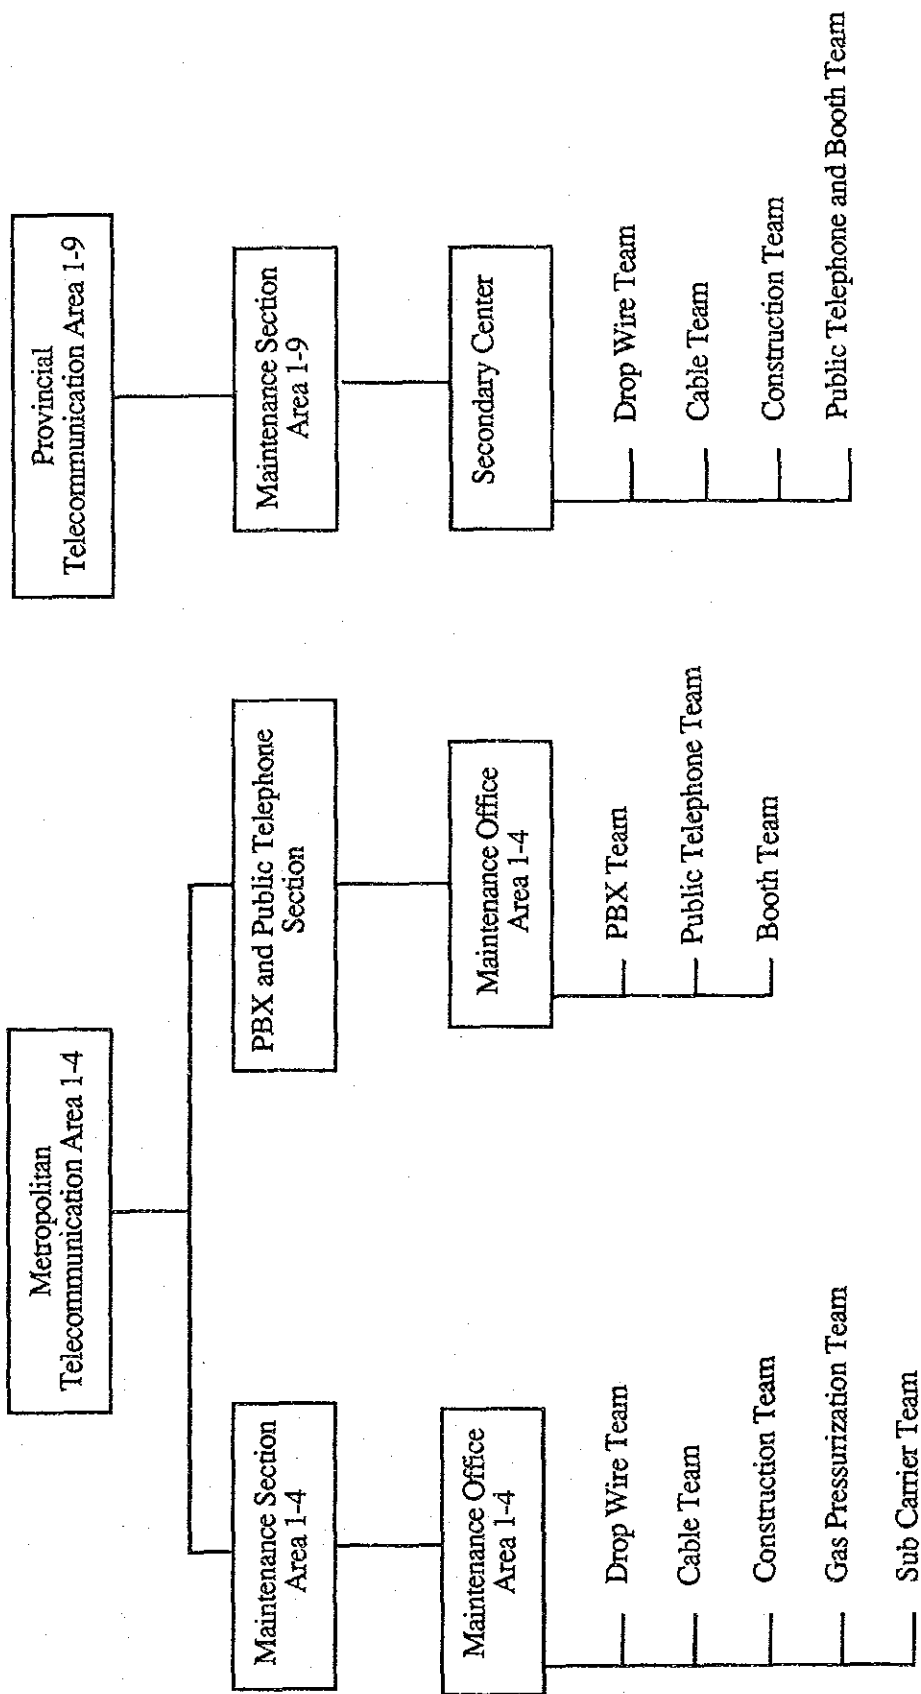 Metropolitan
Telecommunication Area 1-4
Maintenance Section
Area 1-4
Maintenance Office
Area 1-4
Drop Wire Team
Cable Team
Construction Team
Gas Pressurization Team
Sub Carrier Team
PBX and Public Telephone
Section
Maintenance Office
Area 1-4
PBX Team
Public Telephone Team
Booth Team
Provincial
Telecommunication Area 1-9
Maintenance Section
Area 1-9
Secondary Center
Drop Wire Team
Cable Team
Construction Team
Public Telephone and Booth Team